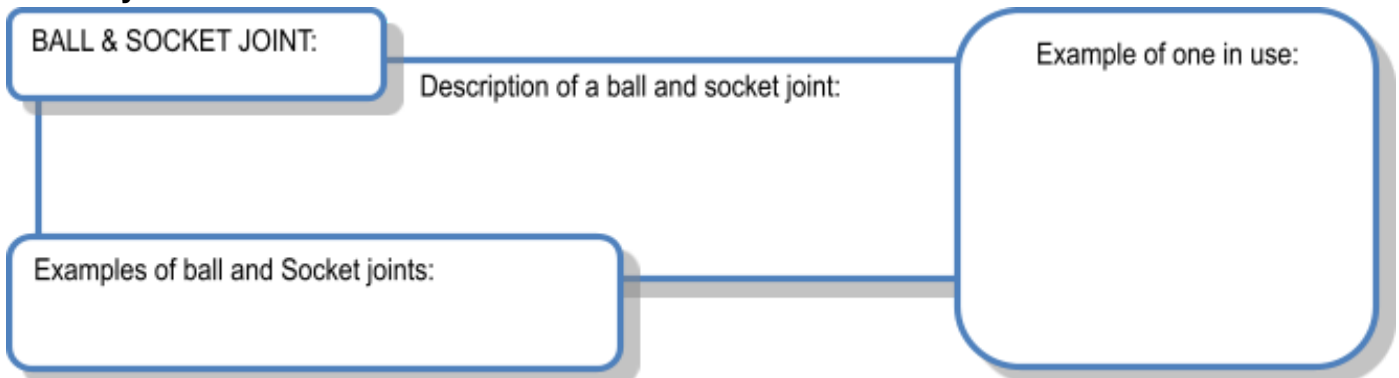 BALL & SOCKET JOINT:
Description of a ball and socket joint:
Example of one in use:
Examples of ball and Socket joints: